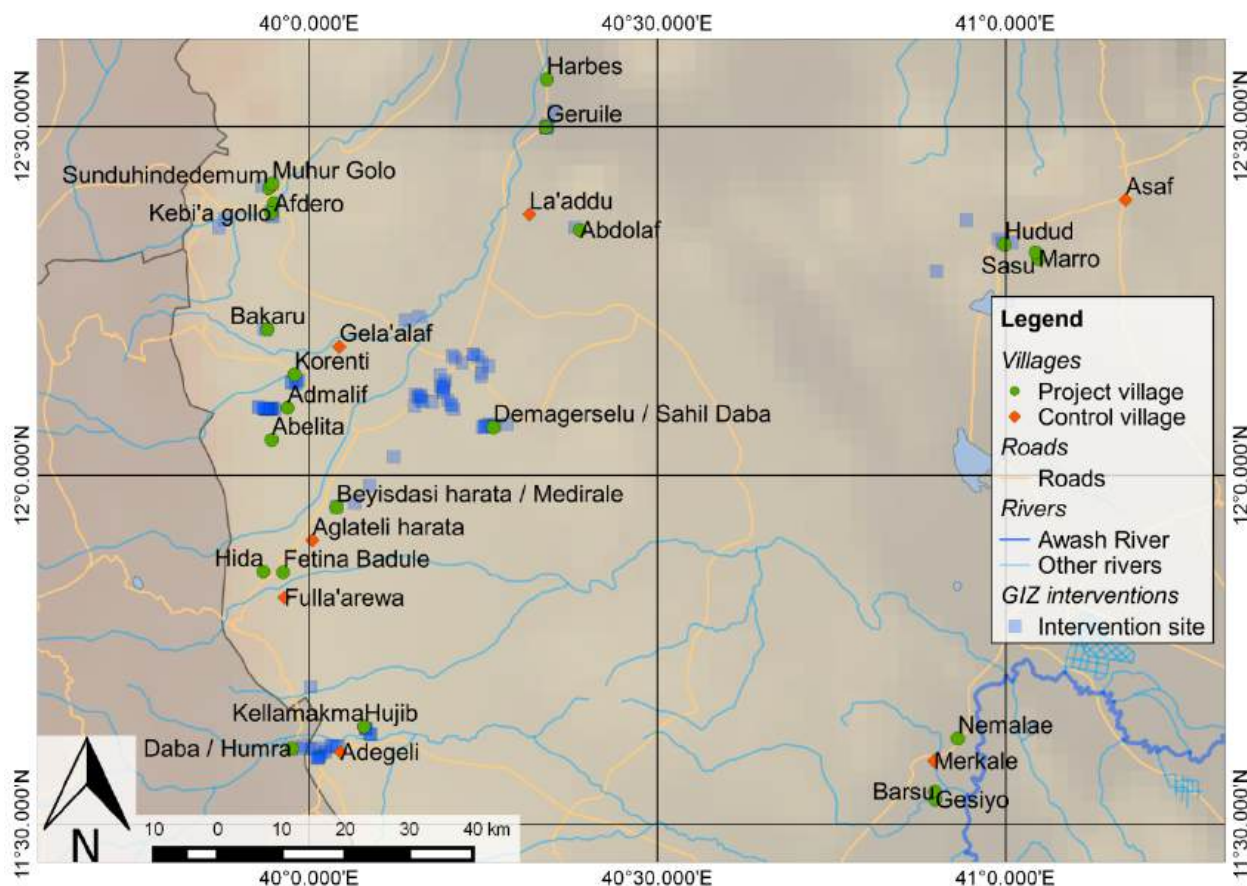 40°0.000'E
40°30.000'E
41°0.000'E
Harbes
Geruile
12°30.000'N
12°30.000'N
Sunduhindedemum
Muhur Golo
Afdero
Kebi'a gollo
La'addu
Abdolaf
Asaf
Hudud
Sasu
Marro
Bakaru
Gela'alaf
Korenti
Admalif
Abelita
Demagerselu / Sahil Daba
Legend
Villages
Project village
Control village
Roads
Roads
Rivers
Awash River
Other rivers
GIZ interventions
Intervention site
12°0.000'N
12°0.000'N
Beyisdasi harata / Medirale
Aglateli harata
Hida
Fetina Badule
Fulla'arewa
Kellamakma
Hujib
Daba / Humra
Adegeli
Nemalae
Merkale
Barsu
Gesiyo
N
10 0 10 20 30 40 km
11°30.000'N
11°30.000'N
40°0.000'E
40°30.000'E
41°0.000'E